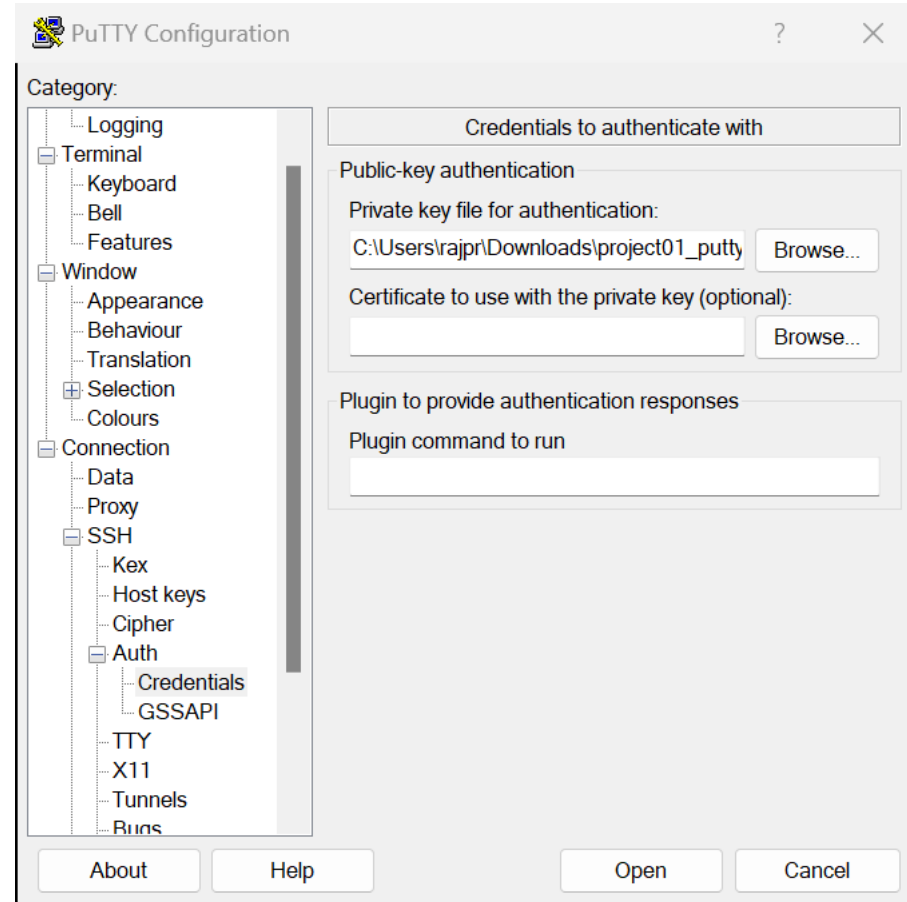 PuTTY Configuration
?
Category:
Logging
Terminal
Keyboard
Bell
Features
Window
Appearance
Behaviour
Translation
Selection
Colours
Connection
Data
Proxy
SSH
Kex
Host keys
Cipher
Auth
Credentials
GSSAPI
TTY
X11
Tunnels
Bugs
Credentials to authenticate with
Public-key authentication
Private key file for authentication:
C:\Users\rajpr\Downloads\project01_putty
Browse...
Certificate to use with the private key (optional):
Browse...
Plugin to provide authentication responses
Plugin command to run
About
Help
Open
Cancel